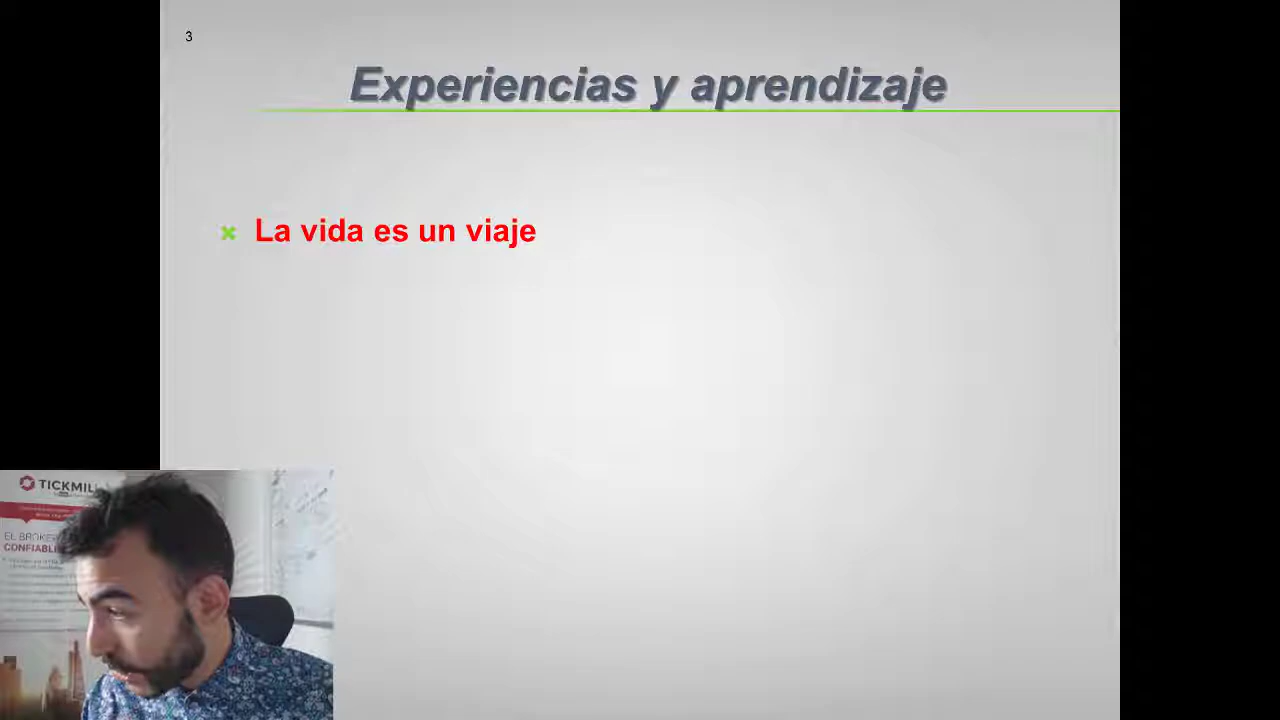 3
Experiencias y aprendizaje
La vida es un viaje
TICKMILL
EL BROKER
CONFIABLE